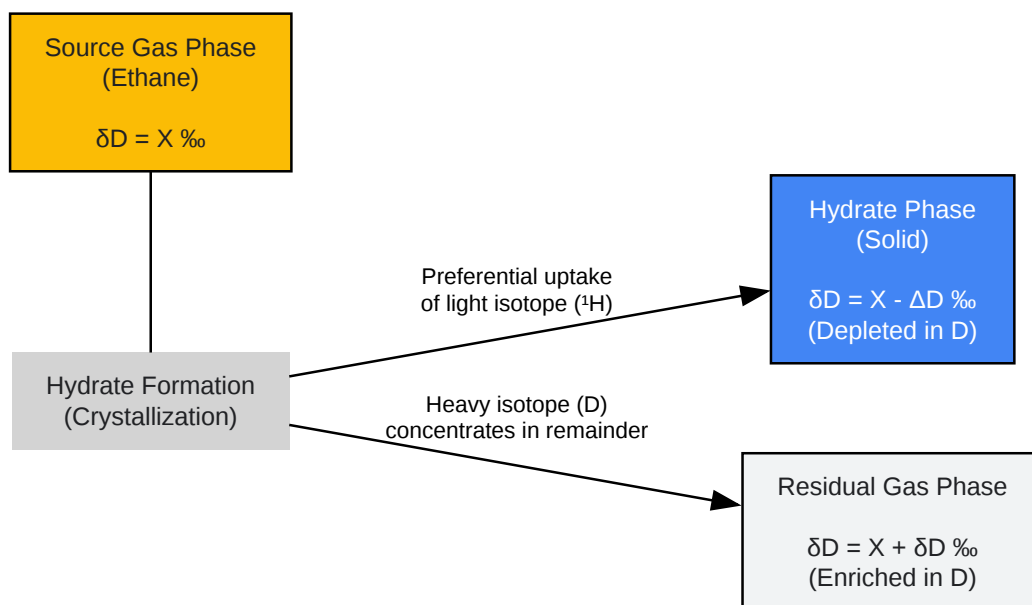 Source Gas Phase
(Ethane)
δD = X ‰
Hydrate Formation
(Crystallization)
Preferential uptake
of light isotope (¹H)
Heavy isotope (D)
concentrates in remainder
Hydrate Phase
(Solid)
δD = X - ΔD ‰
(Depleted in D)
Residual Gas Phase
δD = X + δD ‰
(Enriched in D)